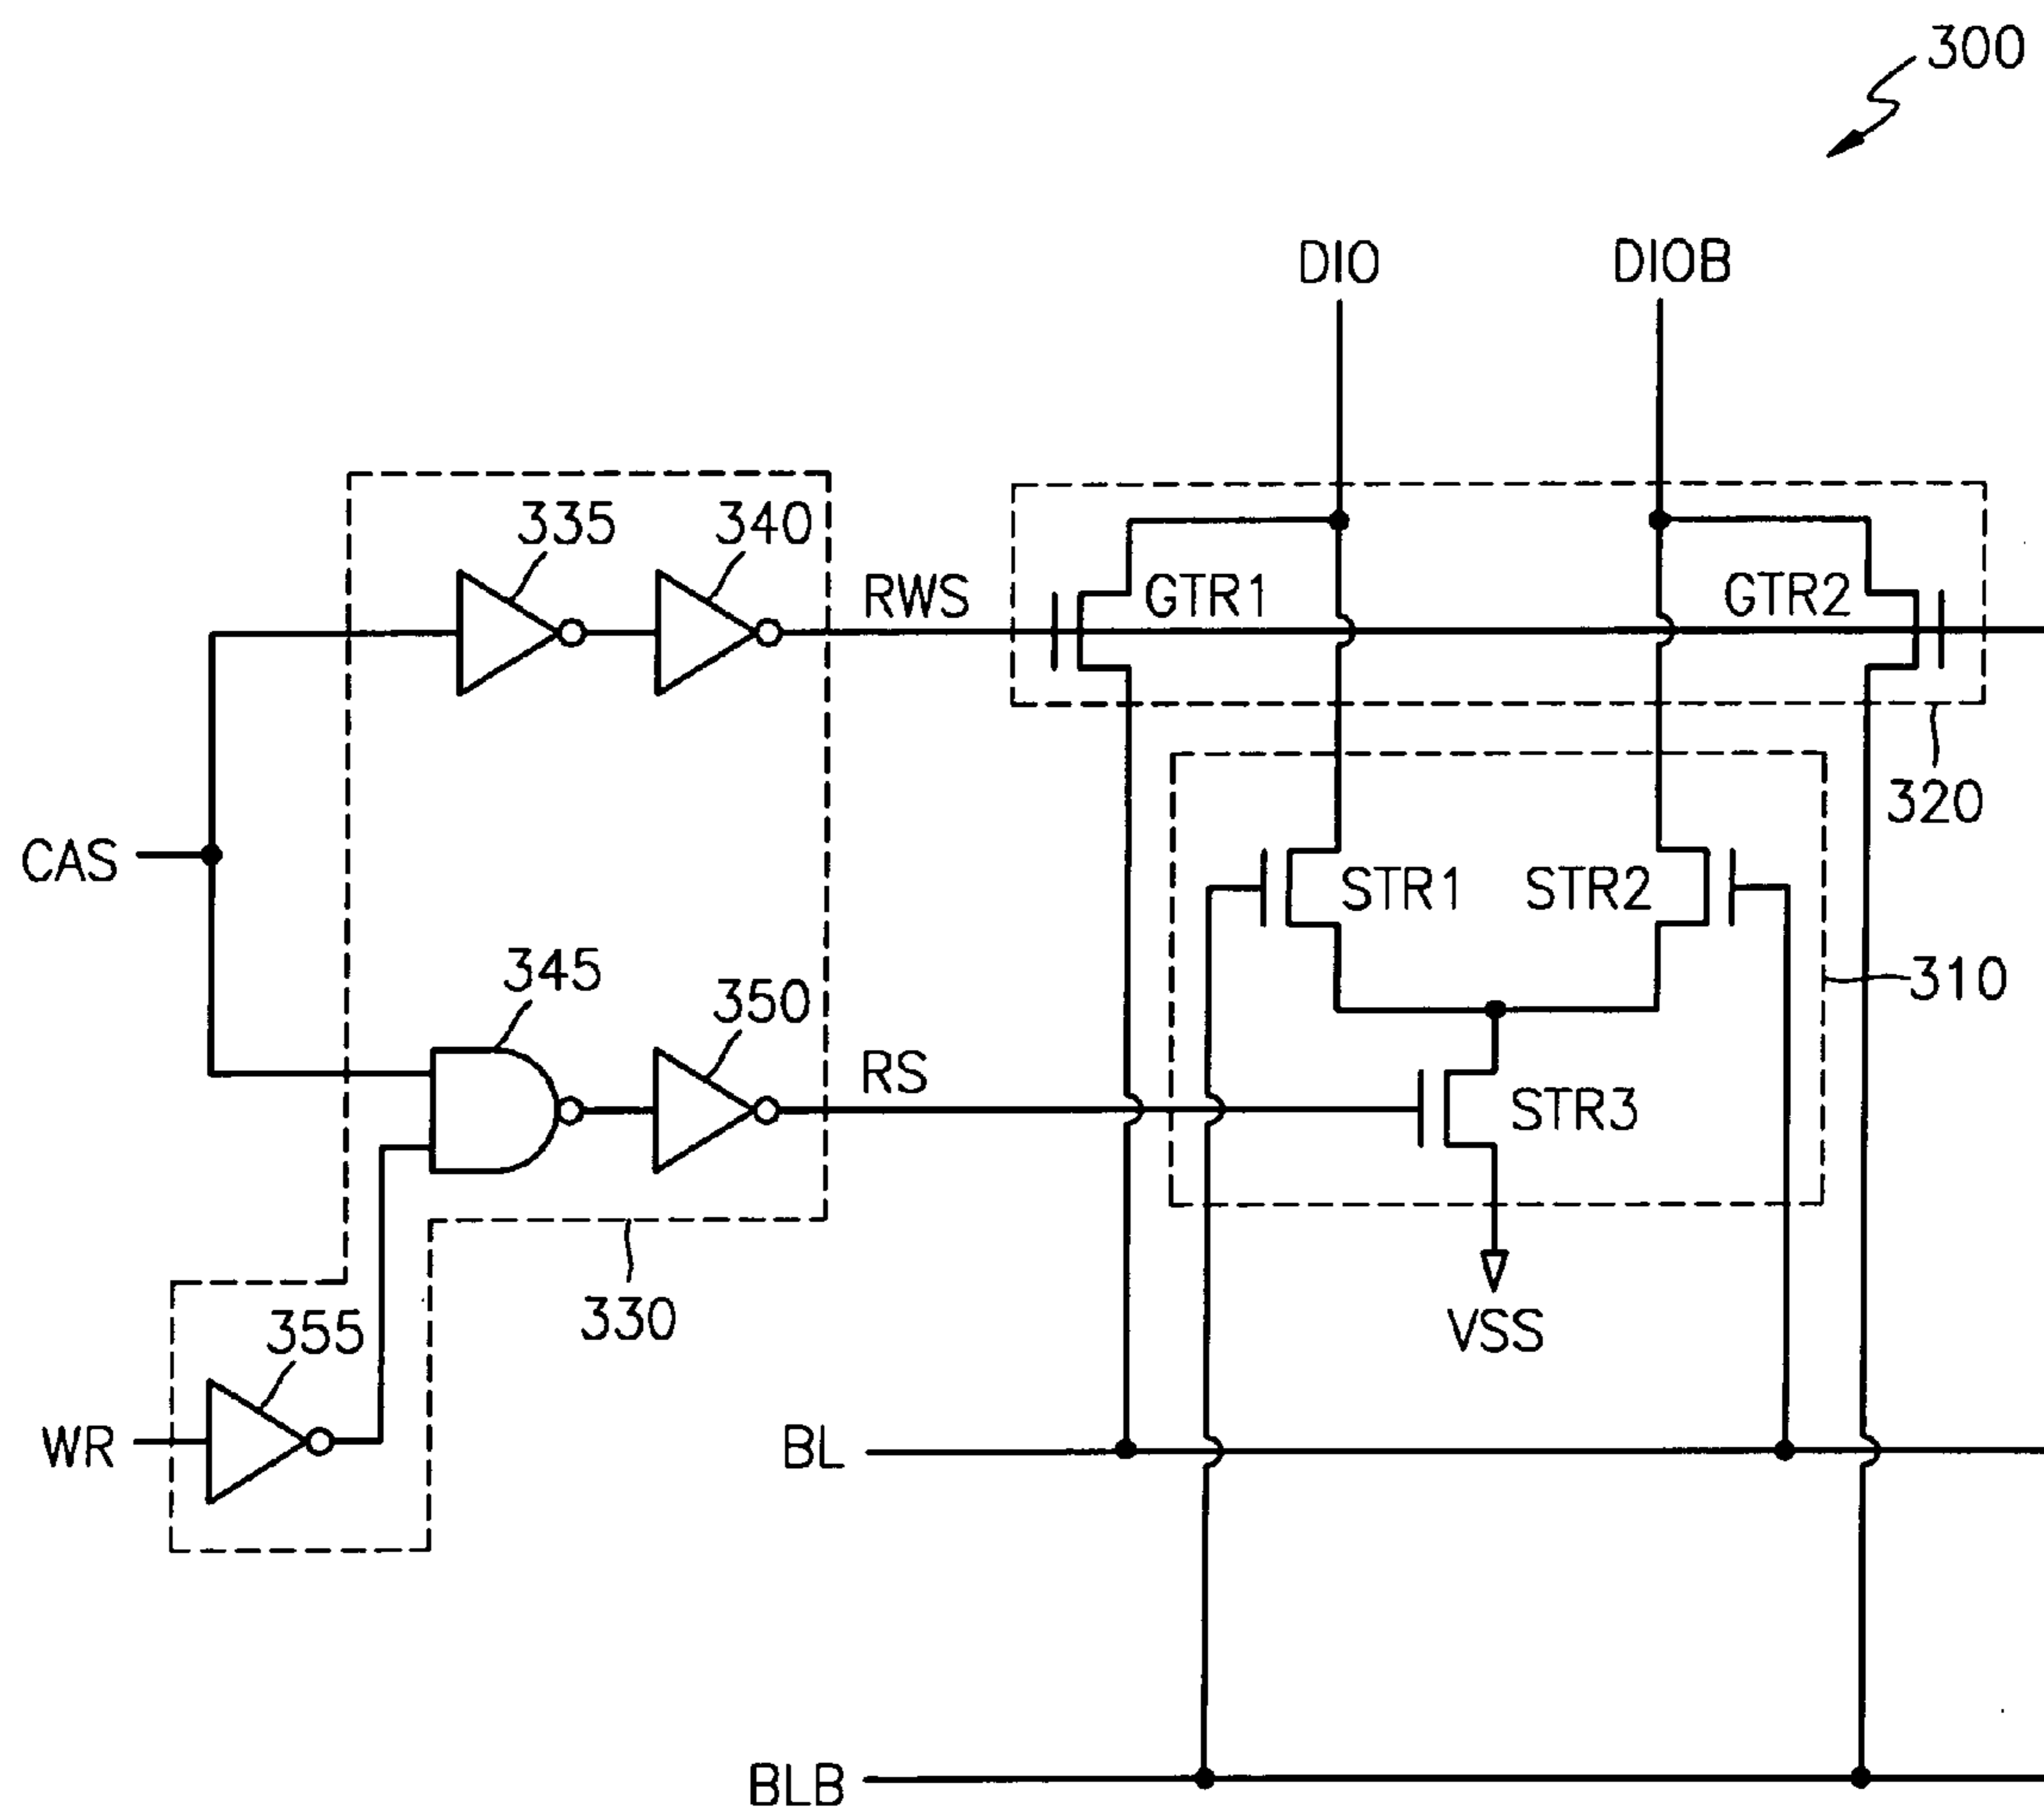 300
DIO DIOB
335 340
RWS GTR1 GTR2
320
CAS
STR1 STR2
345 350 310
RS STR3
355 330 VSS
WR BL
BLB